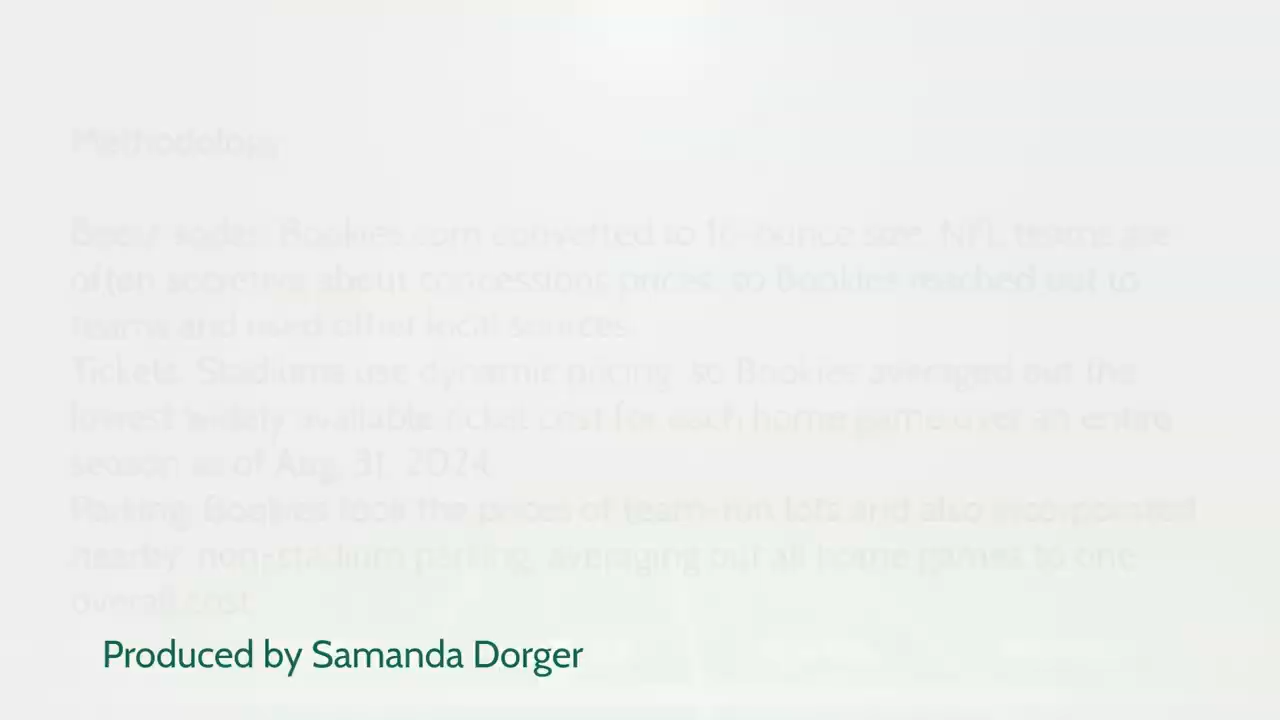 Methodology
Beers, sodas: Bookies.com converted to 16-ounce size. NFL teams are
often secretive about concessions prices, so Bookies reached out to
teams and used other local sources.
Tickets: Stadiums use dynamic pricing, so Bookies averaged out the
lowest widely available ticket cost for each home game over an entire
season as of Aug. 31, 2024.
Parking: Bookies took the prices of team-run lots and also incorporated
nearby, non-stadium parking, averaging out all home games to one
overall cost.
Produced by Samanda Dorger